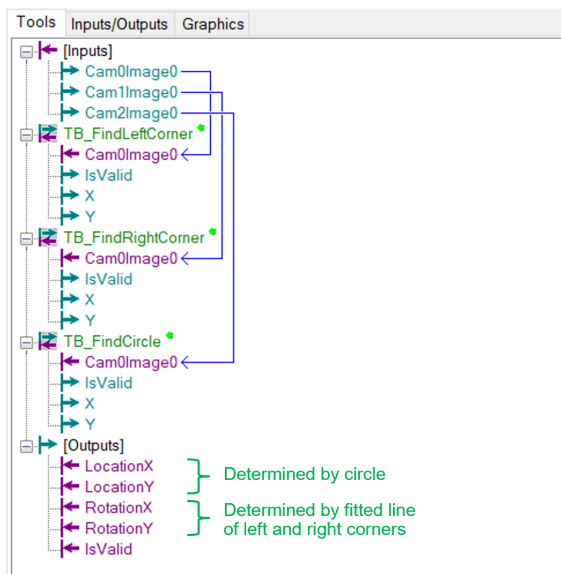 Tools Inputs/Outputs Graphics
[Inputs]
Cam0Image0
Cam1Image0
Cam2Image0
TB_FindLeftCorner
Cam0Image0
IsValid
X
Y
TB_FindRightCorner
Cam0Image0
IsValid
X
Y
TB_FindCircle
Cam0Image0
IsValid
X
Y
[Outputs]
LocationX
LocationY
Determined by circle
RotationX
RotationY
Determined by fitted line
of left and right corners
IsValid